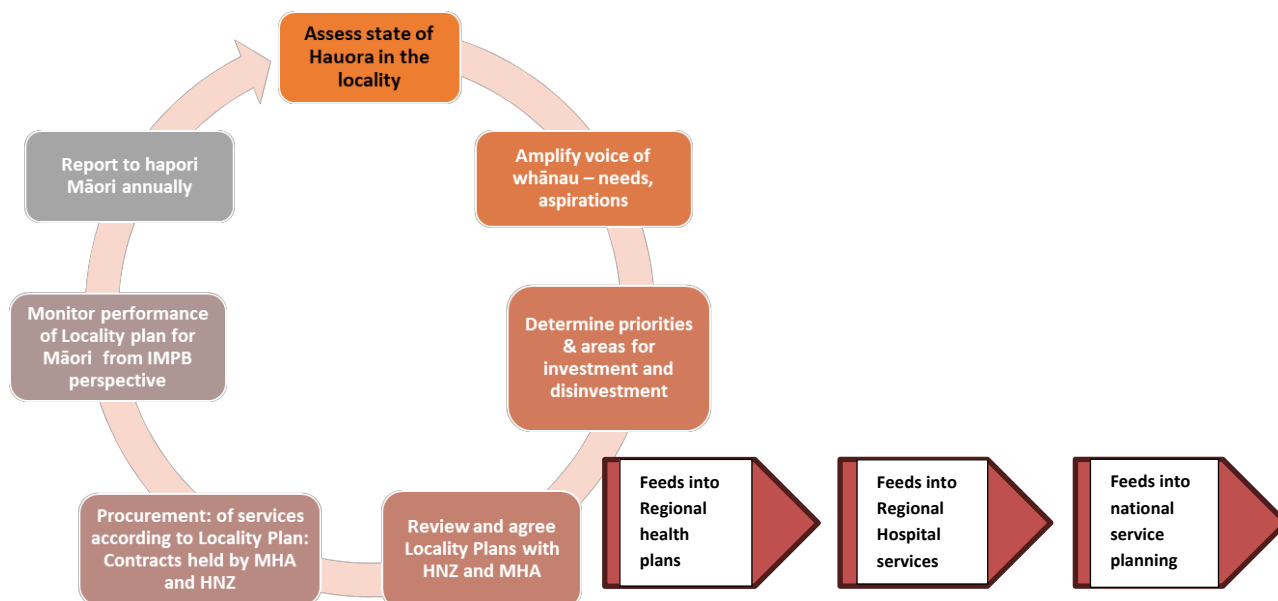 Assess state of
Hauora in the
locality
Amplify voice of
whānau – needs,
aspirations
Determine priorities
& areas for
investment and
disinvestment
Review and agree
Locality Plans with
HNZ and MHA
Procurement: of services
according to Locality Plan:
Contracts held by MHA
and HNZ
Monitor performance
of Locality plan for
Māori from IMPB
perspective
Report to hapori
Māori annually
Feeds into
Regional
health
plans
Feeds into
Regional
Hospital
services
Feeds into
national
service
planning